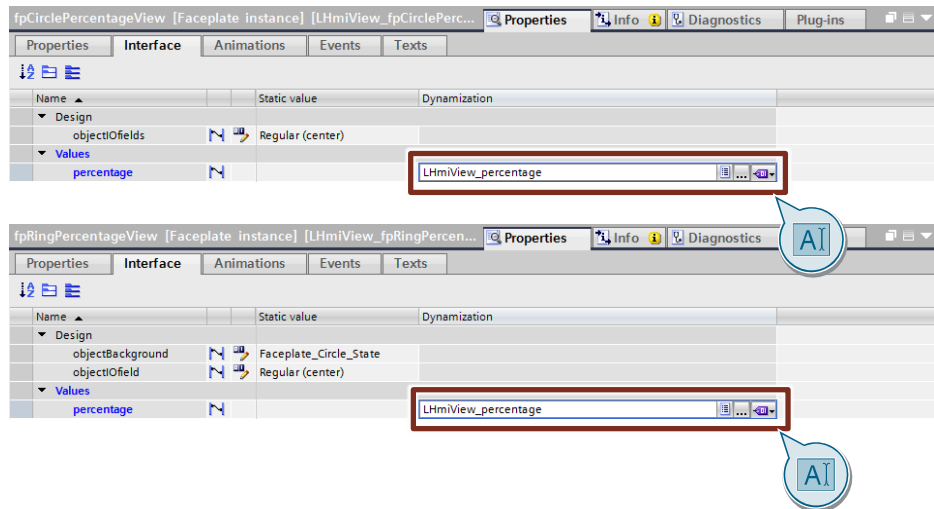 fpCirclePercentageView [Faceplate instance] [LHmiView_fpCirclePerc... Properties Info Diagnostics Plug-ins
Properties Interface Animations Events Texts
Name Static value Dynamization
Design
objectIOfields Regular (center)
Values
percentage LHmiView_percentage ...
A
fpRingPercentageView [Faceplate instance] [LHmiView_fpRingPercen... Properties Info Diagnostics
Properties Interface Animations Events Texts
Name Static value Dynamization
Design
objectBackground Faceplate_Circle_State
objectIOfield Regular (center)
Values
percentage LHmiView_percentage ...
A